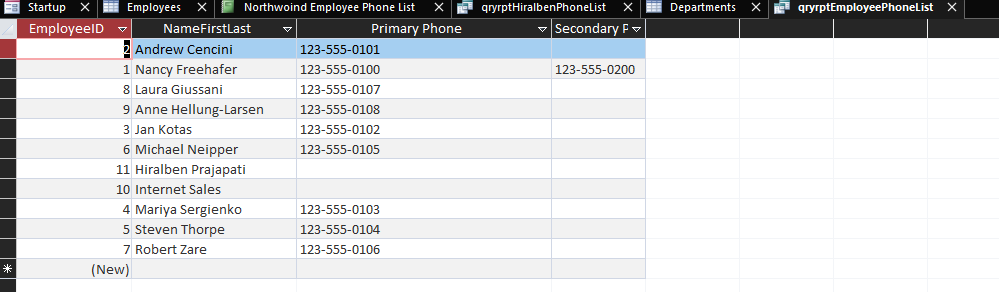 Startup Employees Northwoind Employee Phone List qryrptHiralbenPhoneList Departments qryrptEmployeePhoneList
EmployeeID NameFirstLast Primary Phone Secondary P
2 Andrew Cencini 123-555-0101
1 Nancy Freehafer 123-555-0100 123-555-0200
8 Laura Giussani 123-555-0107
9 Anne Hellung-Larsen 123-555-0108
3 Jan Kotas 123-555-0102
6 Michael Neipper 123-555-0105
11 Hiralben Prajapati
10 Internet Sales
4 Mariya Sergienko 123-555-0103
5 Steven Thorpe 123-555-0104
7 Robert Zare 123-555-0106
(New)